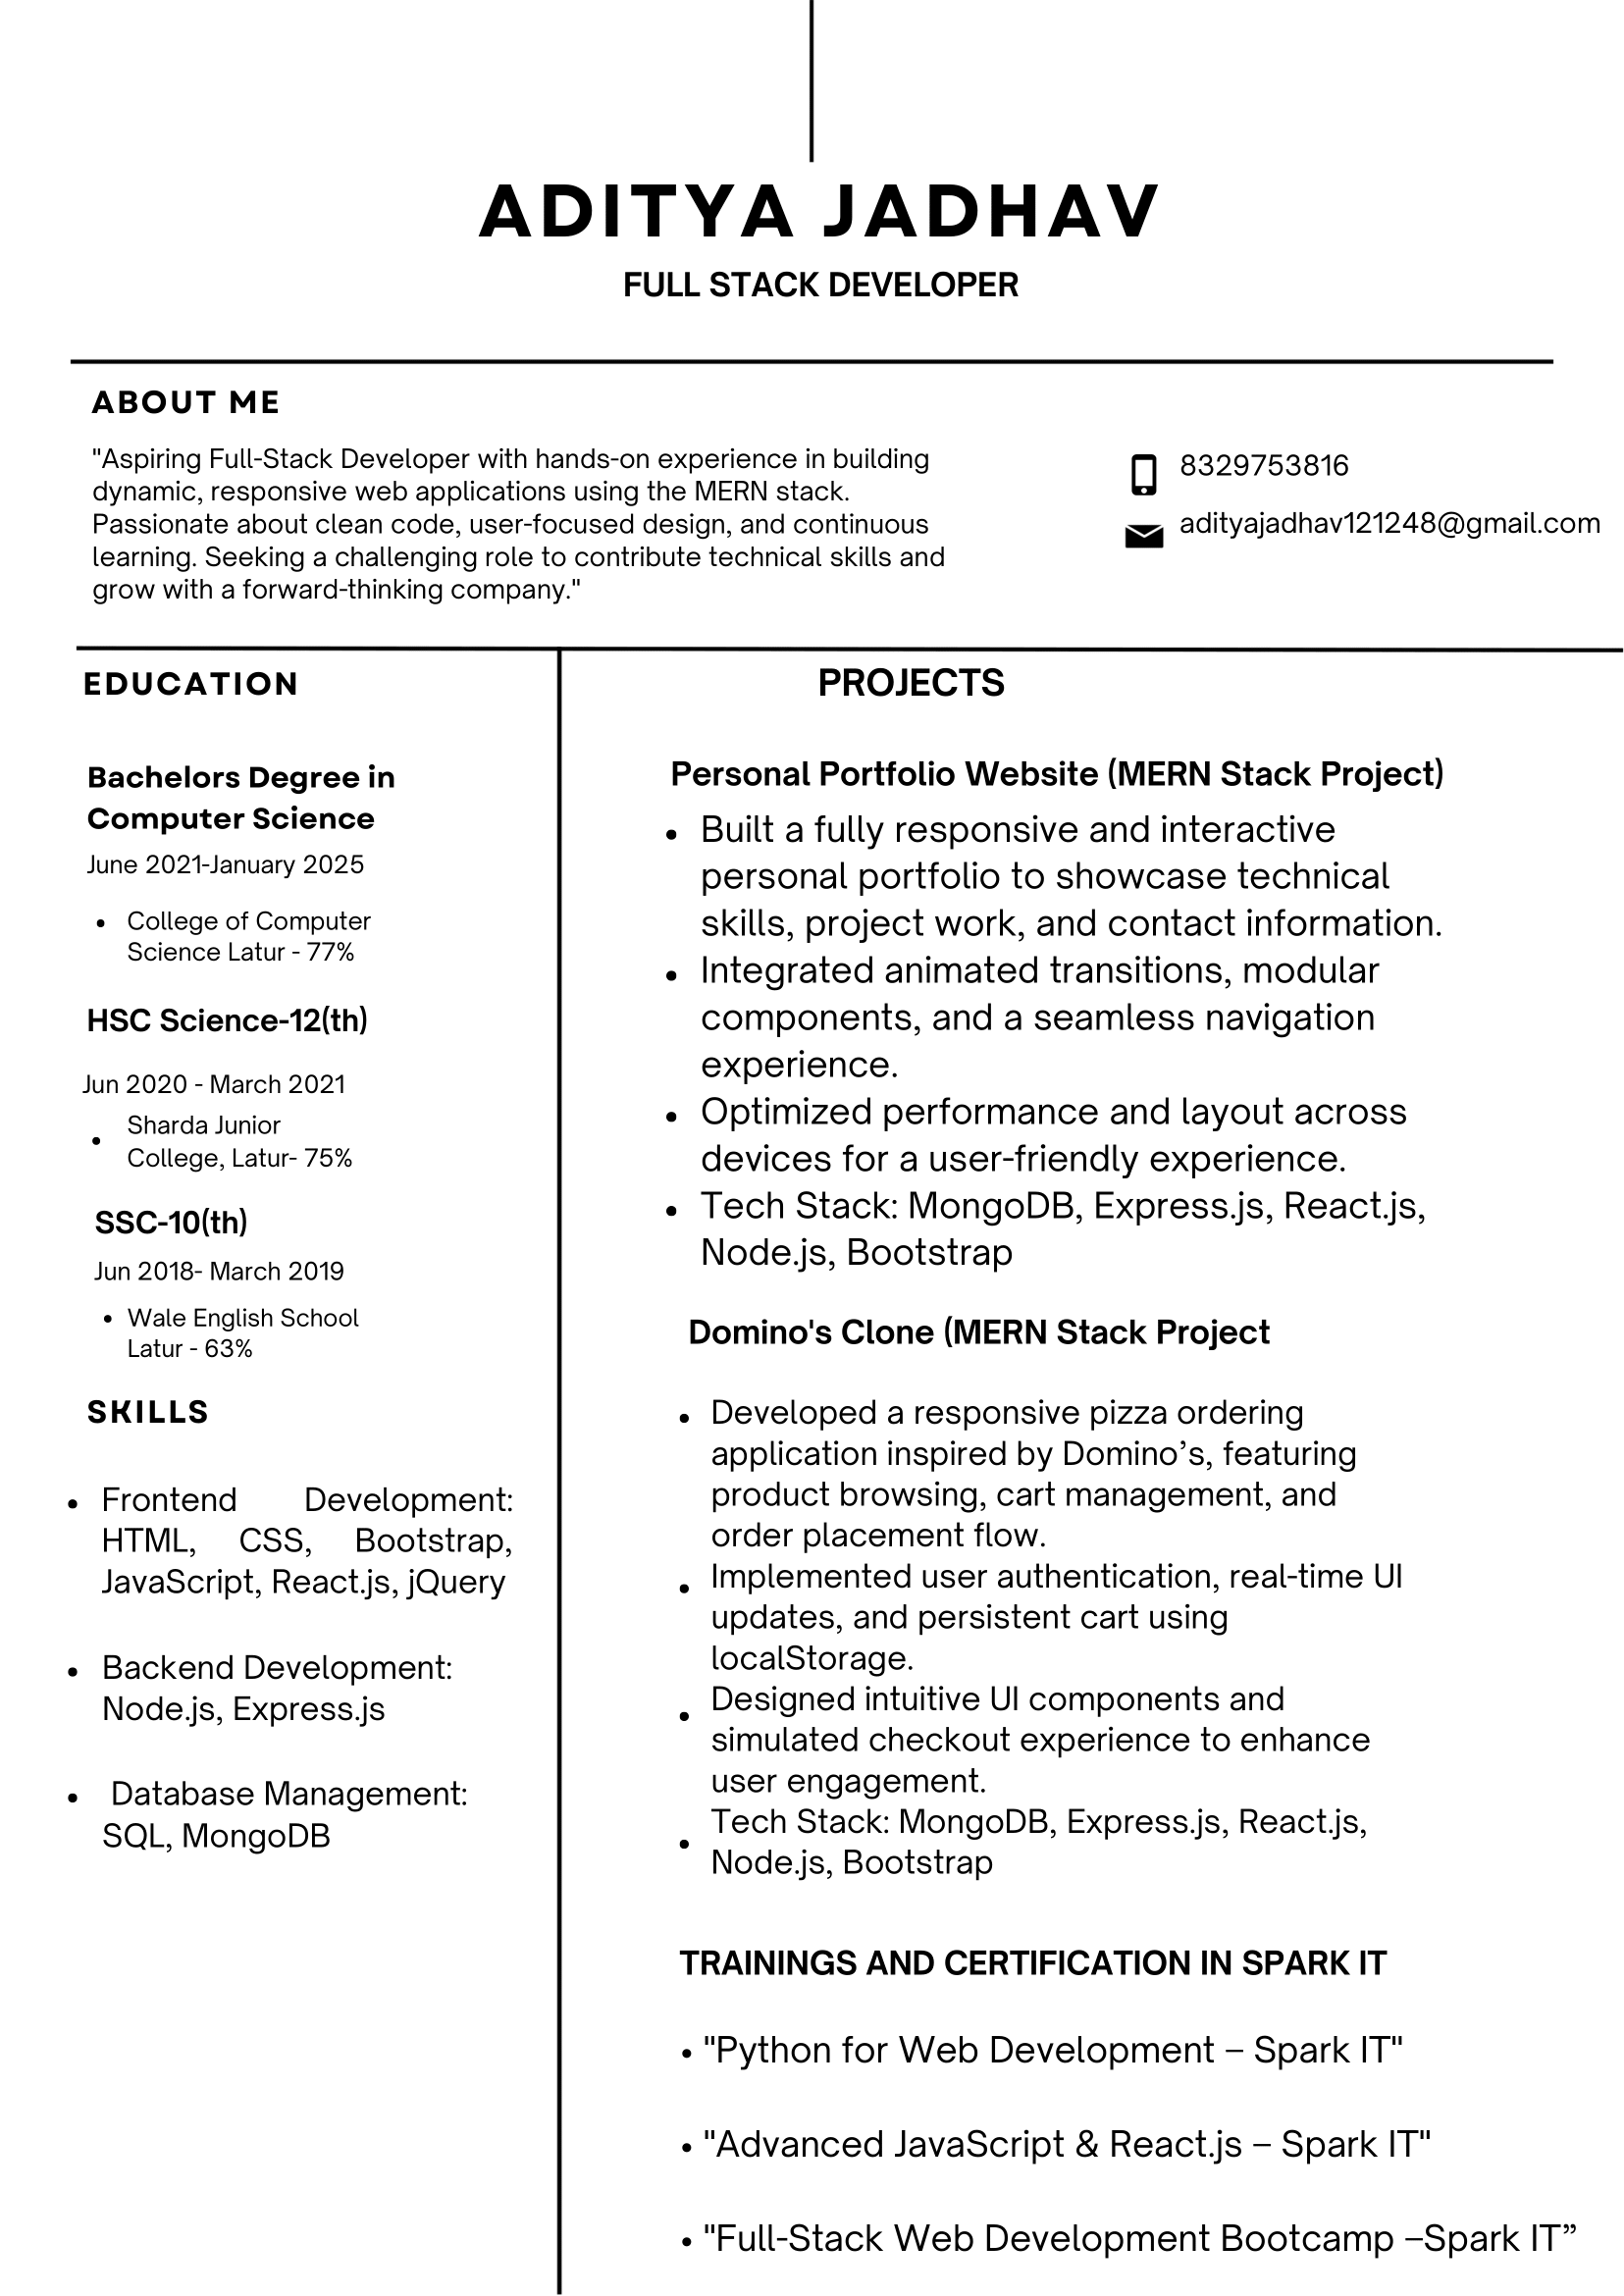 ADITYA JADHAV
FULL STACK DEVELOPER
ABOUT ME
"Aspiring Full-Stack Developer with hands-on experience in building
dynamic, responsive web applications using the MERN stack.
Passionate about clean code, user-focused design, and continuous
learning. Seeking a challenging role to contribute technical skills and
grow with a forward-thinking company."
8329753816
adityajadhav121248@gmail.com
EDUCATION
Bachelors Degree in
Computer Science
June 2021-January 2025
• College of Computer
Science Latur - 77%
HSC Science-12(th)
Jun 2020 - March 2021
• Sharda Junior
College, Latur- 75%
SSC-10(th)
Jun 2018- March 2019
• Wale English School
Latur - 63%
SKILLS
• Frontend Development:
HTML, CSS, Bootstrap,
JavaScript, React.js, jQuery
• Backend Development:
Node.js, Express.js
• Database Management:
SQL, MongoDB
PROJECTS
Personal Portfolio Website (MERN Stack Project)
• Built a fully responsive and interactive
personal portfolio to showcase technical
skills, project work, and contact information.
• Integrated animated transitions, modular
components, and a seamless navigation
experience.
• Optimized performance and layout across
devices for a user-friendly experience.
• Tech Stack: MongoDB, Express.js, React.js,
Node.js, Bootstrap
Domino's Clone (MERN Stack Project
• Developed a responsive pizza ordering
application inspired by Domino’s, featuring
product browsing, cart management, and
order placement flow.
• Implemented user authentication, real-time UI
updates, and persistent cart using
localStorage.
• Designed intuitive UI components and
simulated checkout experience to enhance
user engagement.
• Tech Stack: MongoDB, Express.js, React.js,
Node.js, Bootstrap
TRAININGS AND CERTIFICATION IN SPARK IT
• "Python for Web Development – Spark IT"
• "Advanced JavaScript & React.js – Spark IT"
• "Full-Stack Web Development Bootcamp –Spark IT”